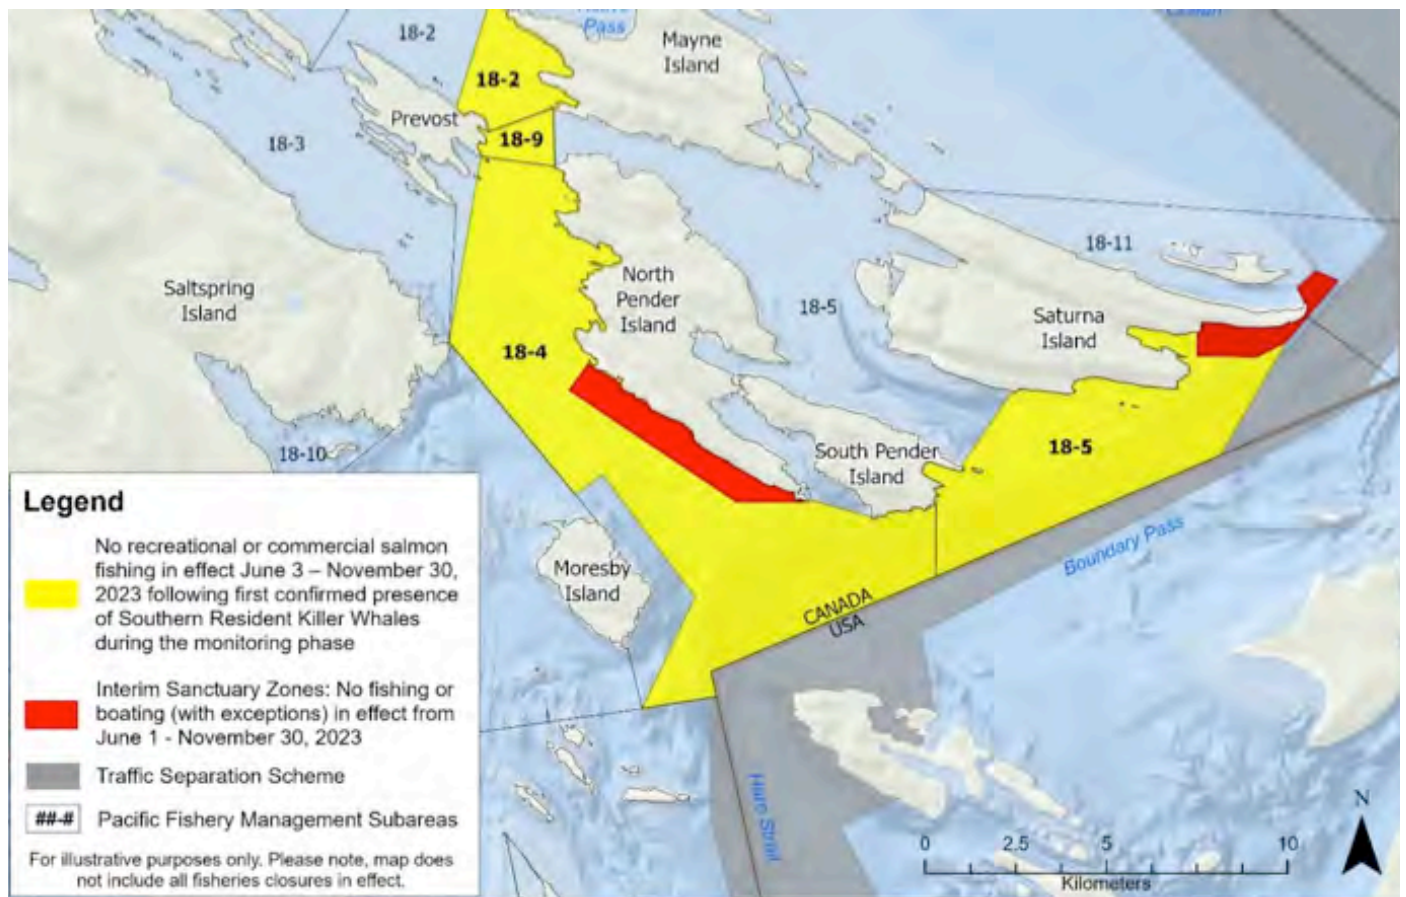 Pass
Mayne
Island
18-2
18-2
Prevost
18-9
18-3
18-11
North
Pender
Island
Saltspring
Island
18-5
Saturna
Island
18-4
South Pender
Island
18-5
18-10
Boundary Pass
Moresby
Island
CANADA
USA
Haro Strait
Legend
No recreational or commercial salmon
fishing in effect June 3 – November 30,
2023 following first confirmed presence
of Southern Resident Killer Whales
during the monitoring phase
Interim Sanctuary Zones: No fishing or
boating (with exceptions) in effect from
June 1 - November 30, 2023
Traffic Separation Scheme
##-# Pacific Fishery Management Subareas
For illustrative purposes only. Please note, map does
not include all fisheries closures in effect.
N
0 2.5 5 10
Kilometers